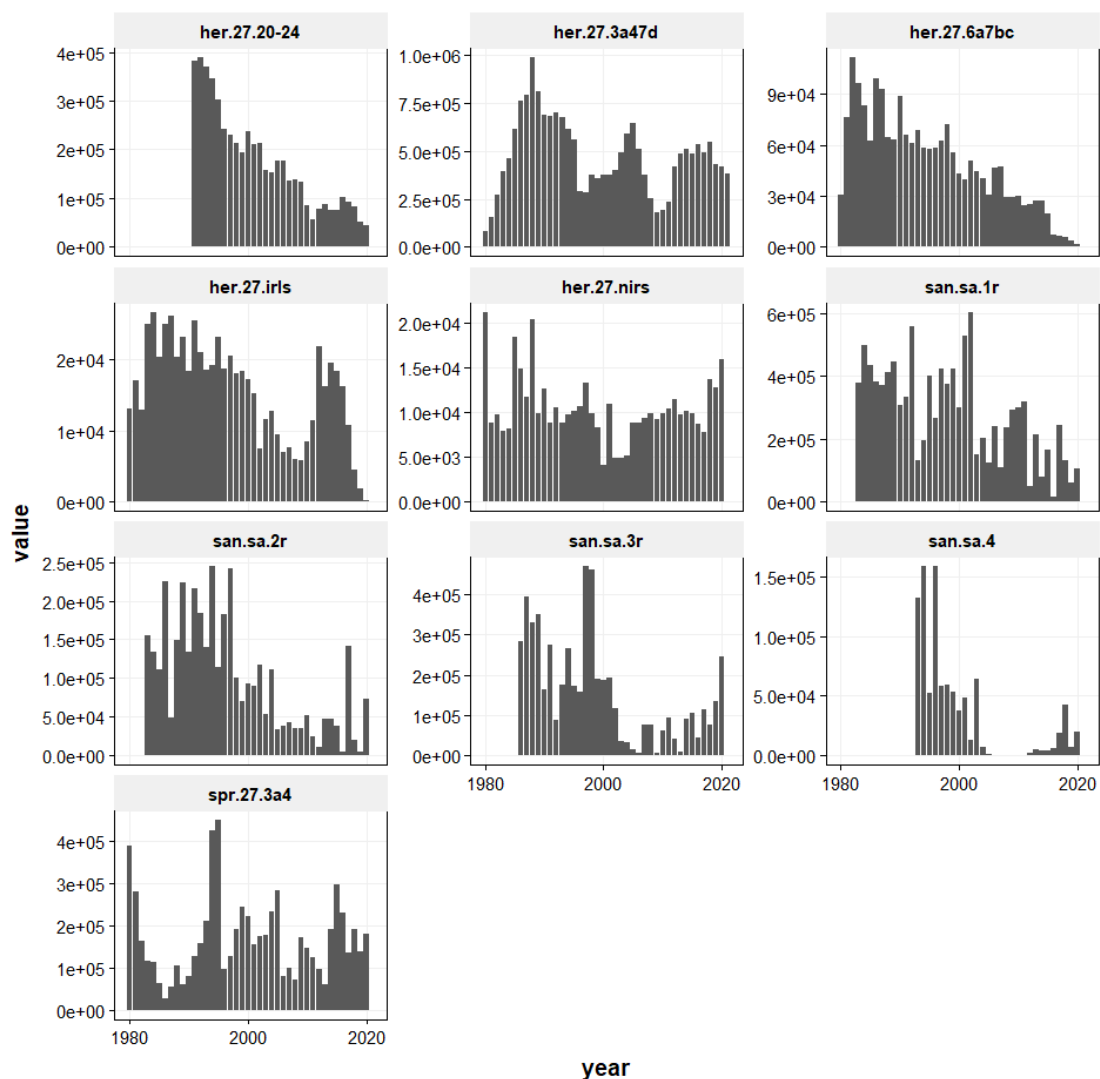 her.27.20-24
4e+05
3e+05
2e+05
1e+05
0e+00
her.27.3a47d
1.0e+06
7.5e+05
5.0e+05
2.5e+05
0.0e+00
her.27.6a7bc
9e+04
6e+04
3e+04
0e+00
her.27.irls
2e+04
1e+04
0e+00
her.27.nirs
2.0e+04
1.5e+04
1.0e+04
5.0e+03
0.0e+00
san.sa.1r
6e+05
4e+05
2e+05
0e+00
san.sa.2r
2.5e+05
2.0e+05
1.5e+05
1.0e+05
5.0e+04
0.0e+00
san.sa.3r
4e+05
3e+05
2e+05
1e+05
0e+00
1980 2000 2020
san.sa.4
1.5e+05
1.0e+05
5.0e+04
0.0e+00
1980 2000 2020
spr.27.3a4
4e+05
3e+05
2e+05
1e+05
0e+00
1980 2000 2020
value
year